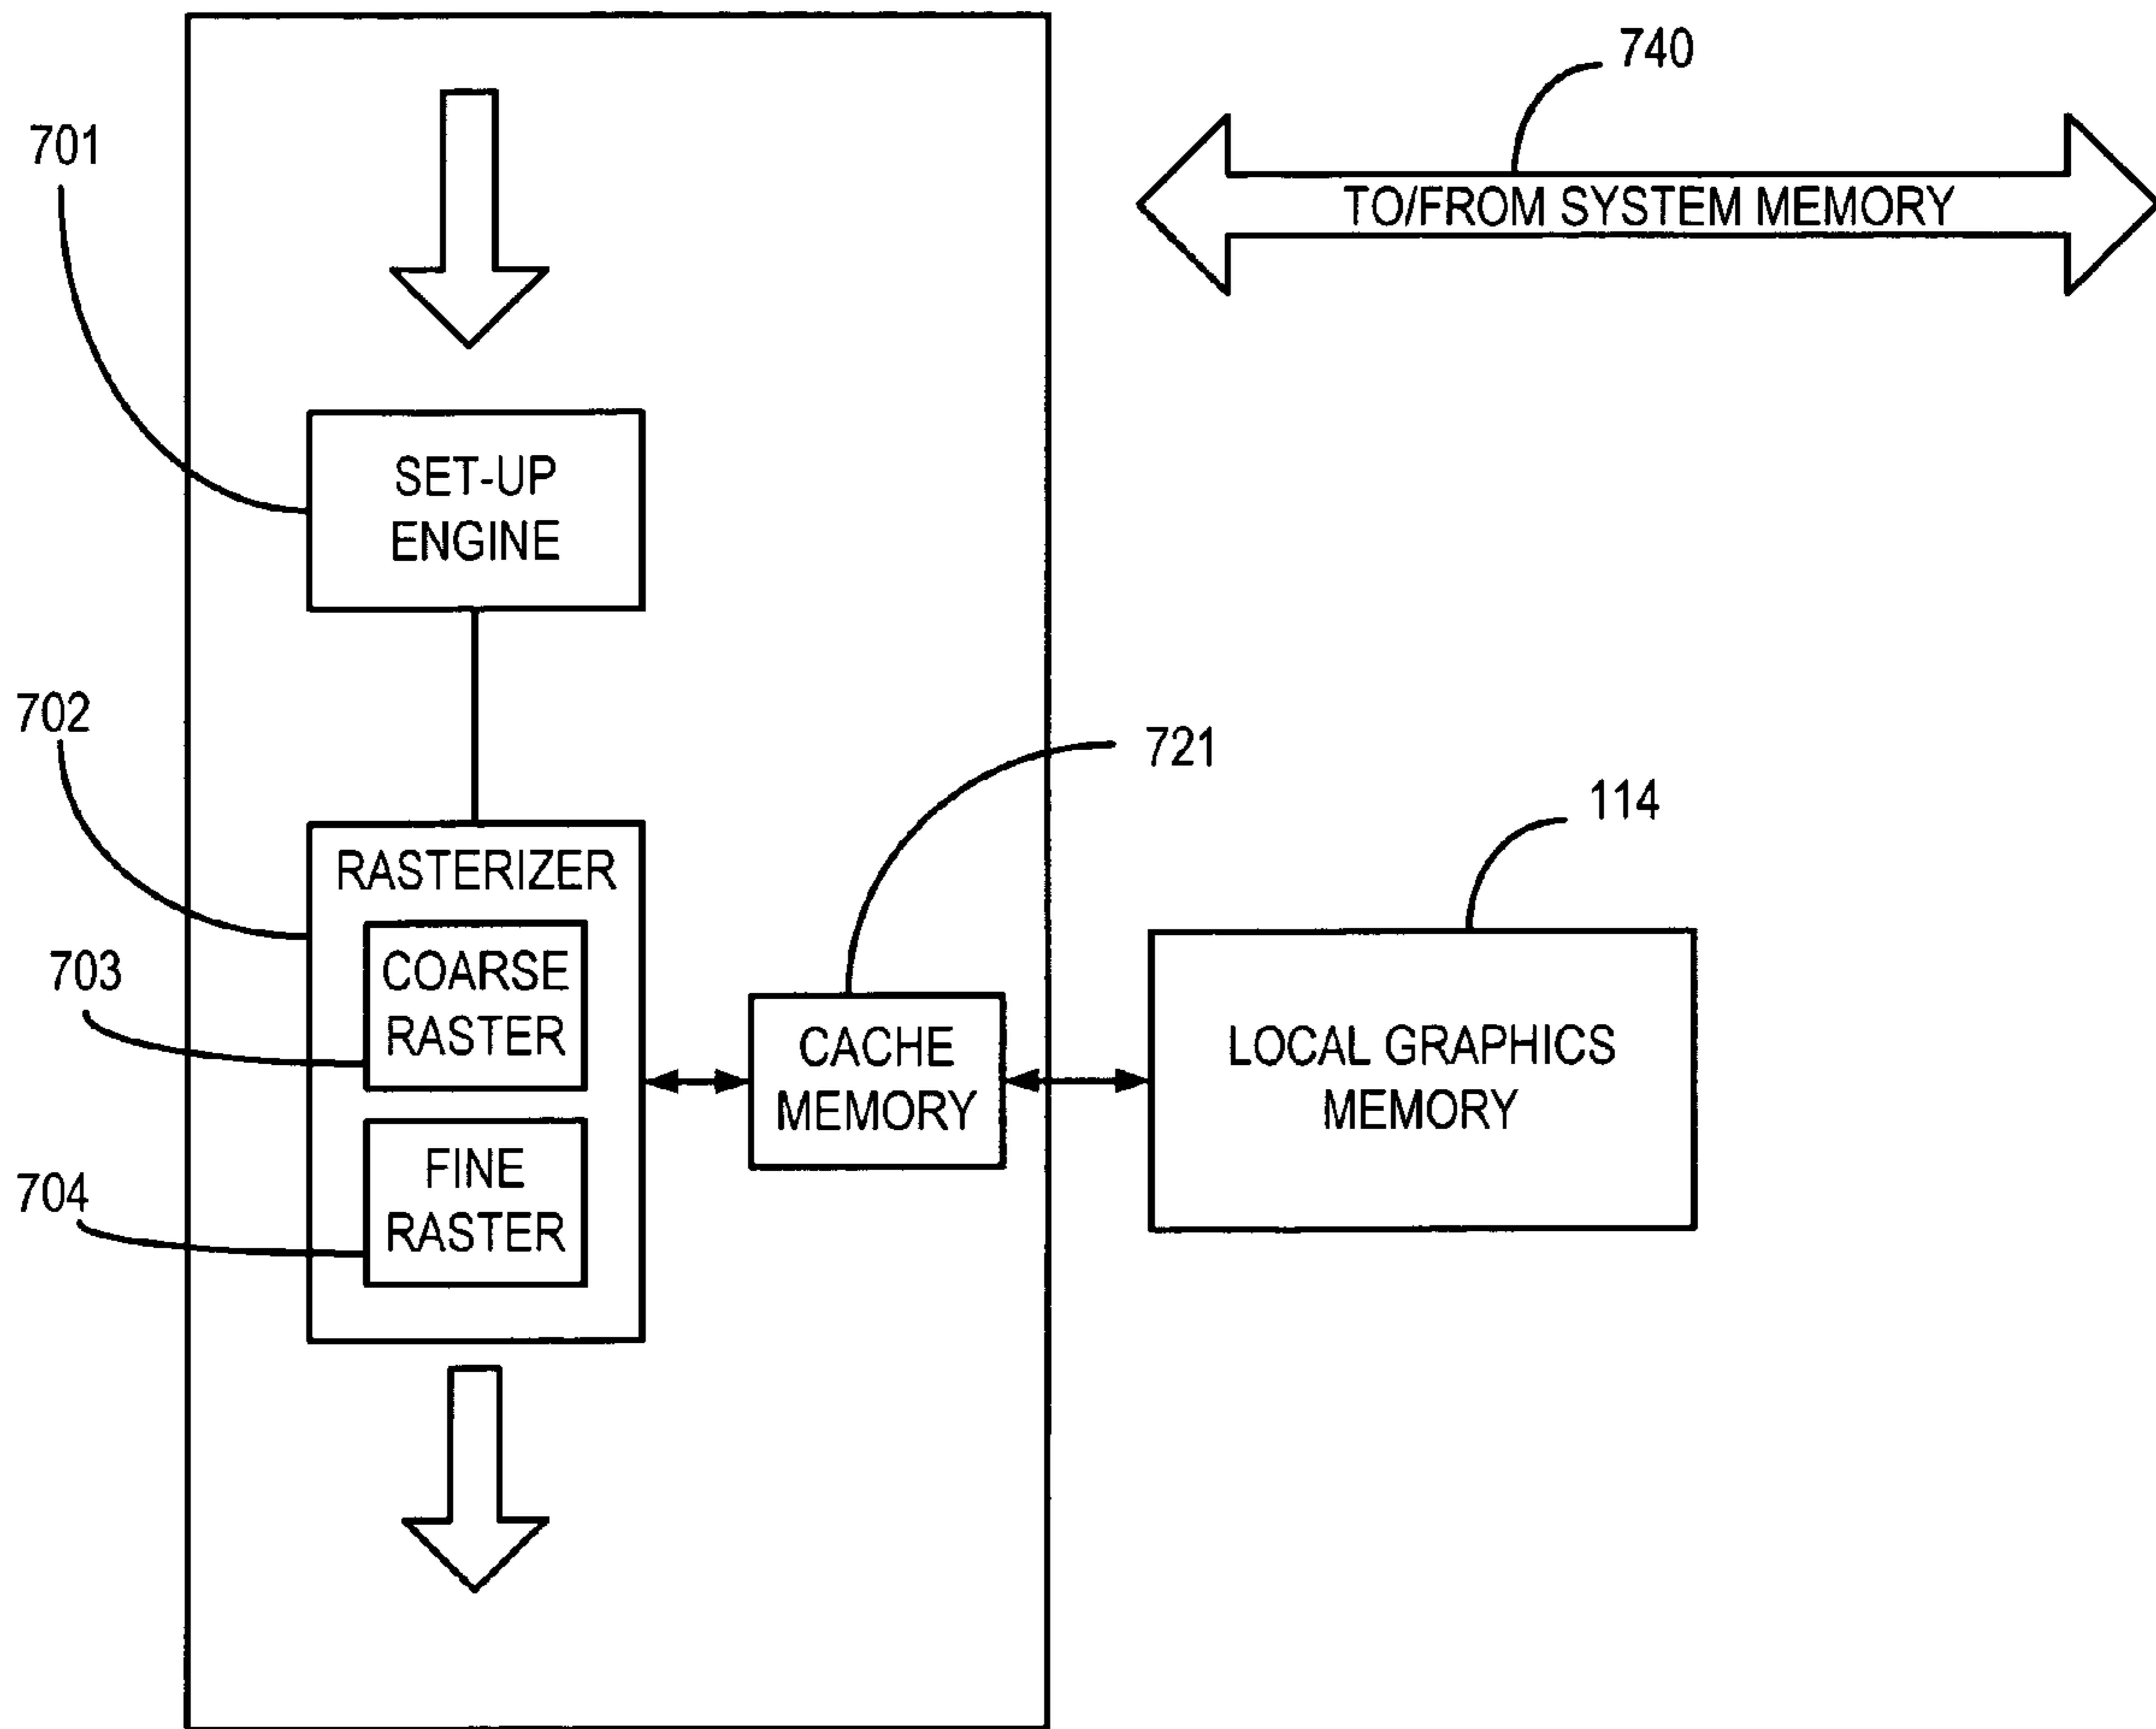 740
701
TO/FROM SYSTEM MEMORY
SET-UP
ENGINE
702
721
114
RASTERIZER
703
COARSE
RASTER
CACHE
MEMORY
LOCAL GRAPHICS
MEMORY
704
FINE
RASTER